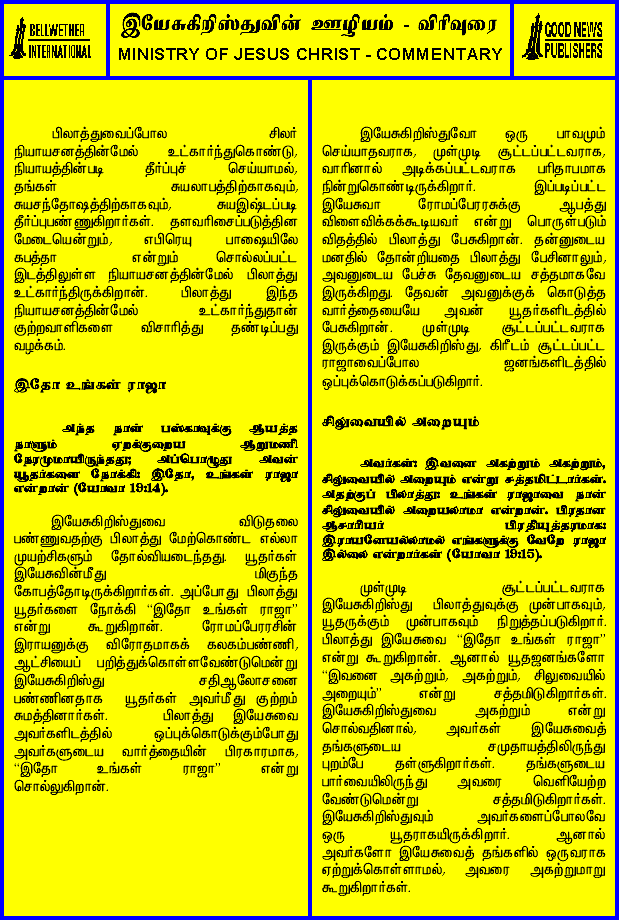 BELLWETHER
INTERNATIONAL
இயேசுகிறிஸ்துவின் ஊழியம் - விரிவுரை
MINISTRY OF JESUS CHRIST - COMMENTARY
GOOD NEWS
PUBLISHERS
பிலாத்துவைப்போல சிலர்
நியாயசனத்தின்மேல் உட்கார்ந்துகொண்டு,
நியாயத்தின்படி தீர்ப்புச் செய்யாமல்,
தங்கள் சுயலாபத்திற்காகவும்,
சுயசந்தோஷத்திற்காகவும், சுயஇஷ்டப்படி
தீர்ப்புபண்ணுகிறார்கள். தளவரிசைப்படுத்தின
மேடையென்றும், எபிரெயு பாஷையிலே
கபத்தா என்றும் சொல்லப்பட்ட
இடத்திலுள்ள நியாயசனத்தின்மேல் பிலாத்து
உட்கார்ந்திருக்கிறான். பிலாத்து இந்த
நியாயசனத்தின்மேல் உட்கார்ந்துதான்
குற்றவாளிகளை விசாரித்து தண்டிப்பது
வழக்கம்.
இதோ உங்கள் ராஜா
அந்த நாள் பஸ்காவுக்கு ஆயத்த
நாளும் ஏறக்குறைய ஆறுமணி
நேரமுமாயிருந்தது; அப்பொழுது அவன்
யூதர்களை நோக்கி: இதோ, உங்கள் ராஜா
என்றான் (யோவா 19:14).
இயேசுகிறிஸ்துவை விடுதலை
பண்ணுவதற்கு பிலாத்து மேற்கொண்ட எல்லா
முயற்சிகளும் தோல்வியடைந்தது. யூதர்கள்
இயேசுவின்மீது மிகுந்த
கோபத்தோடிருக்கிறார்கள். அப்போது பிலாத்து
யூதர்களை நோக்கி “இதோ உங்கள் ராஜா”
என்று கூறுகிறான். ரோமப்பேரரசின்
இராயனுக்கு விரோதமாகக் கலகம்பண்ணி,
ஆட்சியைப் பறித்துக்கொள்ளவேண்டுமென்று
இயேசுகிறிஸ்து சதிஆலோசனை
பண்ணினதாக யூதர்கள் அவர்மீது குற்றம்
சுமத்தினார்கள். பிலாத்து இயேசுவை
அவர்களிடத்தில் ஒப்புக்கொடுக்கும்போது
அவர்களுடைய வார்த்தையின் பிரகாரமாக,
“இதோ உங்கள் ராஜா” என்று
சொல்லுகிறான்.
இயேசுகிறிஸ்துவோ ஒரு பாவமும்
செய்யாதவராக, முள்முடி சூட்டப்பட்டவராக,
வாரினால் அடிக்கப்பட்டவராக பரிதாபமாக
நின்றுகொண்டிருக்கிறார். இப்படிப்பட்ட
இயேசுவா ரோமப்பேரரசுக்கு ஆபத்து
விளைவிக்கக்கூடியவர் என்று பொருள்படும்
விதத்தில் பிலாத்து பேசுகிறான். தன்னுடைய
மனதில் தோன்றியதை பிலாத்து பேசினாலும்,
அவனுடைய பேச்சு தேவனுடைய சத்தமாகவே
இருக்கிறது. தேவன் அவனுக்குக் கொடுத்த
வார்த்தையையே அவன் யூதர்களிடத்தில்
பேசுகிறான். முள்முடி சூட்டப்பட்டவராக
இருக்கும் இயேசுகிறிஸ்து, கிரீடம் சூட்டப்பட்ட
ராஜாவைப்போல ஜனங்களிடத்தில்
ஒப்புக்கொடுக்கப்படுகிறார்.
சிலுவையில் அறையும்
அவர்கள்: இவனை அகற்றும் அகற்றும்,
சிலுவையில் அறையும் என்று சத்தமிட்டார்கள்.
அதற்குப் பிலாத்து: உங்கள் ராஜாவை நான்
சிலுவையில் அறையலாமா என்றான். பிரதான
ஆசாரியர் பிரதியுத்தரமாக:
இராயனேயல்லாமல் எங்களுக்கு வேறே ராஜா
இல்லை என்றார்கள் (யோவா 19:15).
முள்முடி சூட்டப்பட்டவராக
இயேசுகிறிஸ்து பிலாத்துவுக்கு முன்பாகவும்,
யூதருக்கும் முன்பாகவும் நிறுத்தப்படுகிறார்.
பிலாத்து இயேசுவை “இதோ உங்கள் ராஜா”
என்று கூறுகிறான். ஆனால் யூதஜனங்களோ
“இவனை அகற்றும், அகற்றும், சிலுவையில்
அறையும்” என்று சத்தமிடுகிறார்கள்.
இயேசுகிறிஸ்துவை அகற்றும் என்று
சொல்வதினால், அவர்கள் இயேசுவைத்
தங்களுடைய சமுதாயத்திலிருந்து
புறம்பே தள்ளுகிறார்கள். தங்களுடைய
பார்வையிலிருந்து அவரை வெளியேற்ற
வேண்டுமென்று சத்தமிடுகிறார்கள்.
இயேசுகிறிஸ்துவும் அவர்களைப்போலவே
ஒரு யூதராகயிருக்கிறார். ஆனால்
அவர்களோ இயேசுவைத் தங்களில் ஒருவராக
ஏற்றுக்கொள்ளாமல், அவரை அகற்றுமாறு
கூறுகிறார்கள்.